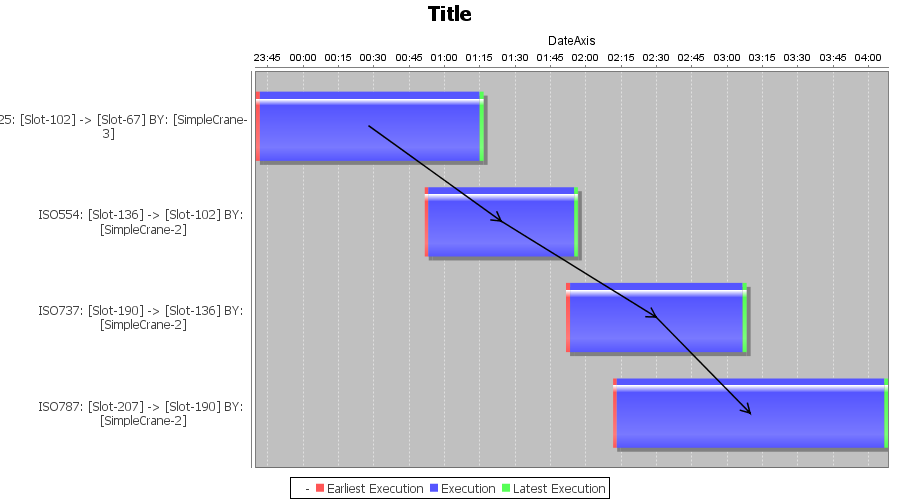 Title
DateAxis
23:45 00:00 00:15 00:30 00:45 01:00 01:15 01:30 01:45 02:00 02:15 02:30 02:45 03:00 03:15 03:30 03:45 04:00
25: [Slot-102] -> [Slot-67] BY: [SimpleCrane-
3]
ISO554: [Slot-136] -> [Slot-102] BY:
[SimpleCrane-2]
ISO737: [Slot-190] -> [Slot-136] BY:
[SimpleCrane-2]
ISO787: [Slot-207] -> [Slot-190] BY:
[SimpleCrane-2]
- Earliest Execution Execution Latest Execution